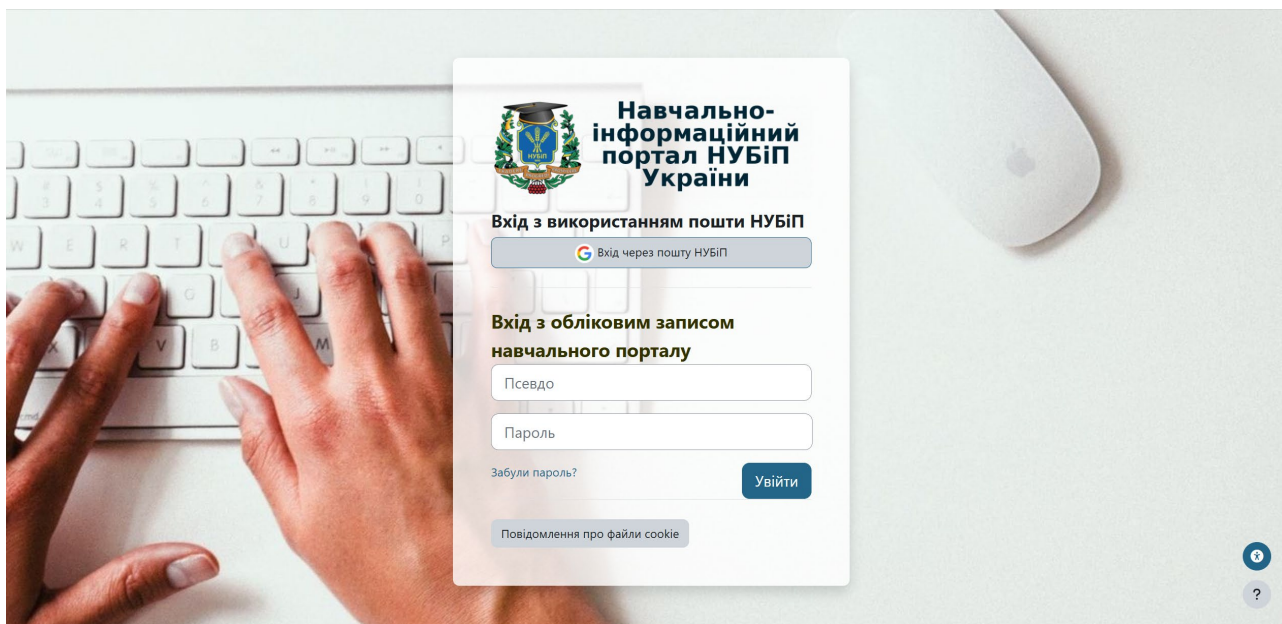 Навчально-
інформаційний
портал НУБіП
України
НУБіП
Вхід з використанням пошти НУБіП
Вхід через пошту НУБіП
Вхід з обліковим записом
навчального порталу
Псевдо
Пароль
Забули пароль?
Увійти
Повідомлення про файли cookie
?